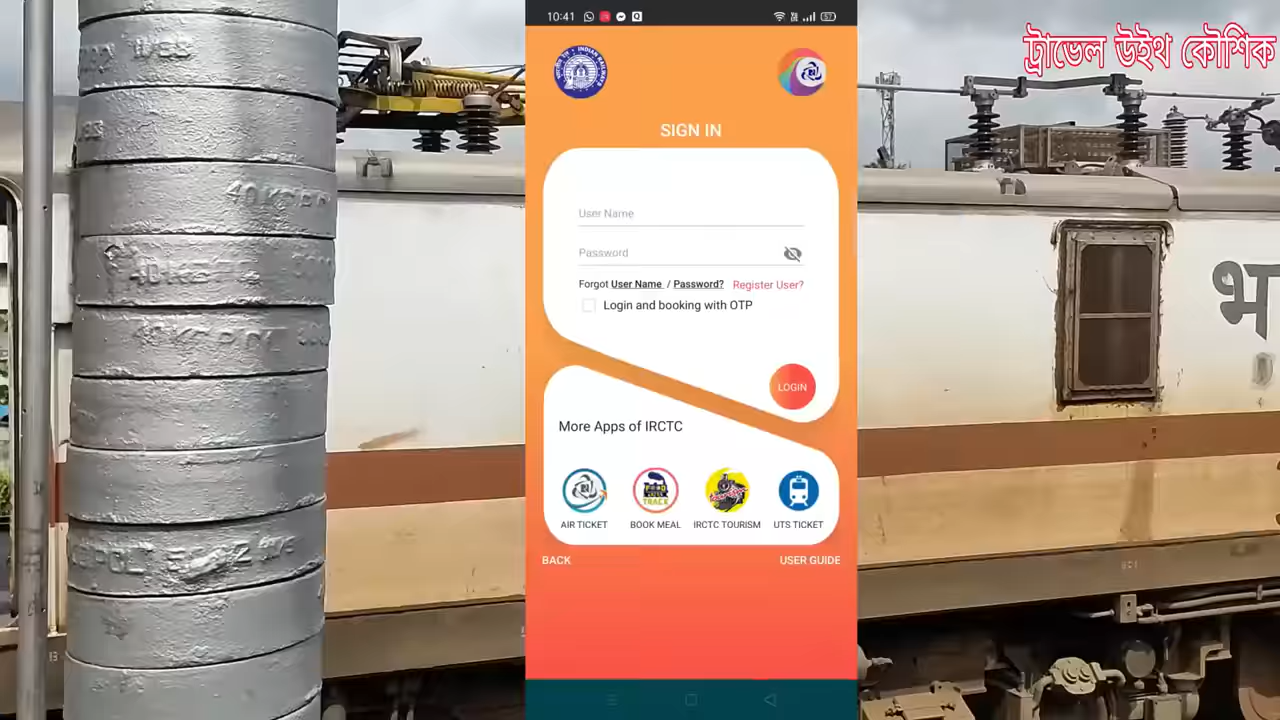 10:41
ট্রাভেল উইথ কৌশিক
SIGN IN
User Name
Password
Forgot User Name / Password? Register User?
Login and booking with OTP
LOGIN
More Apps of IRCTC
AIR TICKET BOOK MEAL IRCTC TOURISM UTS TICKET
BACK USER GUIDE
भा